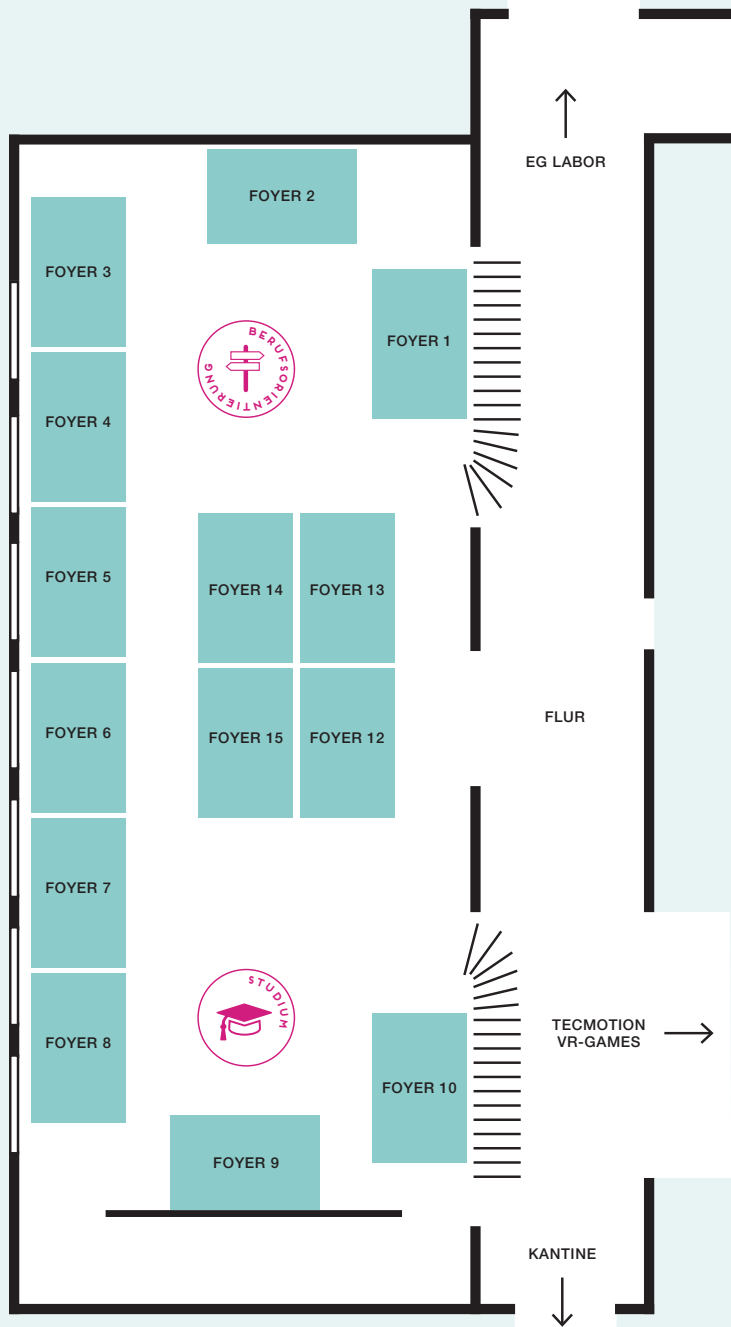 EG LABOR
FOYER 2
FOYER 3
FOYER 1
BERUFSORIENTIERUNG
FOYER 4
FOYER 5
FOYER 14
FOYER 13
FOYER 6
FOYER 15
FOYER 12
FLUR
FOYER 7
STUDIUM
FOYER 8
TECMOTION
VR-GAMES
FOYER 10
FOYER 9
KANTINE